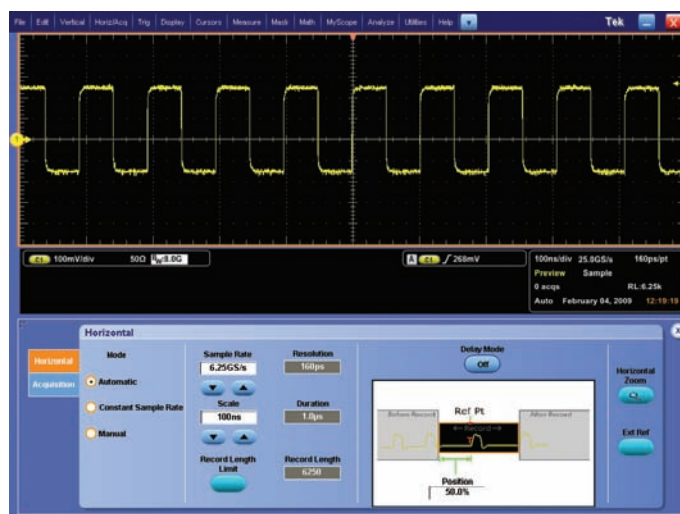 File Edit Vertical Horiz/Acq Trig Display Cursors Measure Mask Math MyScope Analyze Utilities Help Tek X
1
C1 100mV/div 50Ω BW:8.0G
A C1 268mV
100ns/div 25.0GS/s 160ps/pt
Preview Sample
0 acqs RL:6.25k
Auto February 04, 2009 12:19:19
Horizontal
X
Horizontal
Acquisition
Mode
Automatic
Constant Sample Rate
Manual
Sample Rate
6.25GS/s
Scale
100ns
Record Length
Limit
Resolution
160ps
Duration
1.0µs
Record Length
6250
Delay Mode
Off
Before Record
Ref Pt
Record
After Record
Position
50.0%
Horizontal
Zoom
Ext Ref